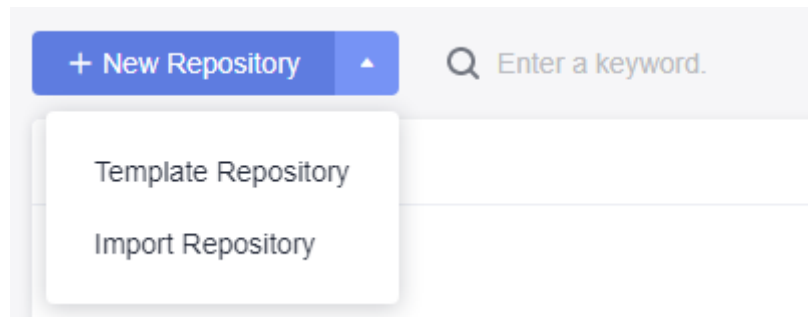 + New Repository
Enter a keyword.
Template Repository
Import Repository